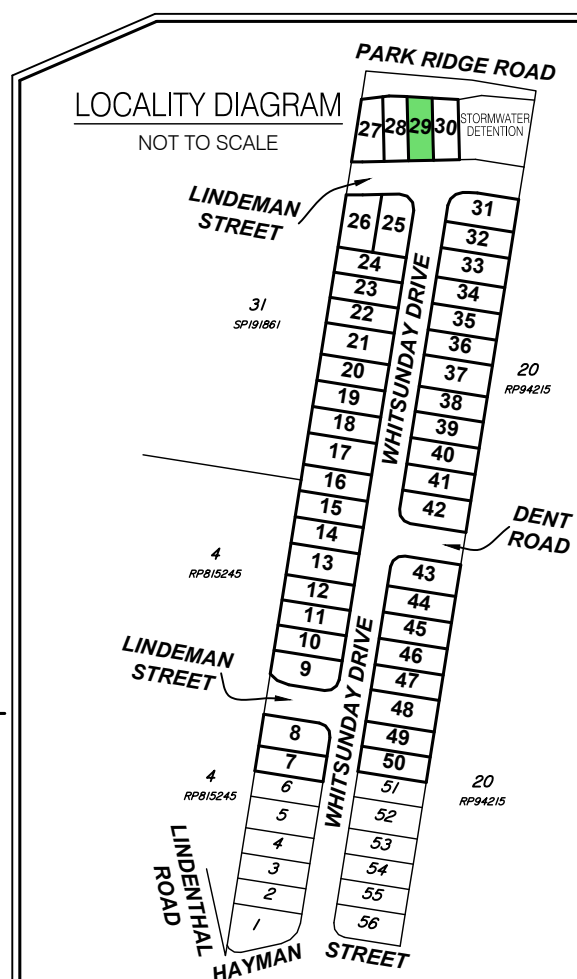 PARK RIDGE ROAD
LOCALITY DIAGRAM
NOT TO SCALE
27
28
29
30
STORMWATER
DETENTION
LINDEMAN
STREET
26
25
24
23
22
21
20
19
18
17
16
15
14
13
12
11
10
9
31
32
33
34
35
36
37
38
39
40
41
42
WHITSUNDAY DRIVE
31
SP191861
20
RP94215
DENT
ROAD
4
RP815245
43
44
45
46
47
48
49
50
LINDEMAN
STREET
WHITSUNDAY DRIVE
8
7
6
5
4
3
2
1
51
52
53
54
55
56
4
RP815245
20
RP94215
LINDENTHAL
ROAD
HAYMAN
STREET